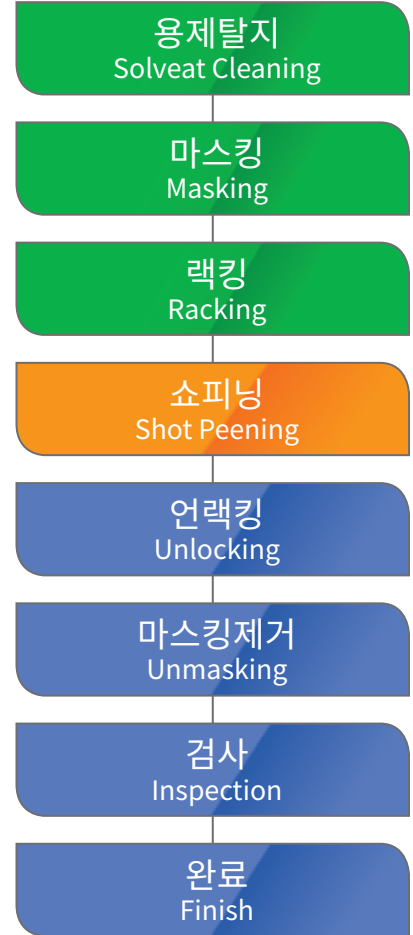 용제탈지
Solveat Cleaning
마스킹
Masking
랙킹
Racking
쇼피닝
Shot Peening
언랙킹
Unlocking
마스킹제거
Unmasking
검사
Inspection
완료
Finish